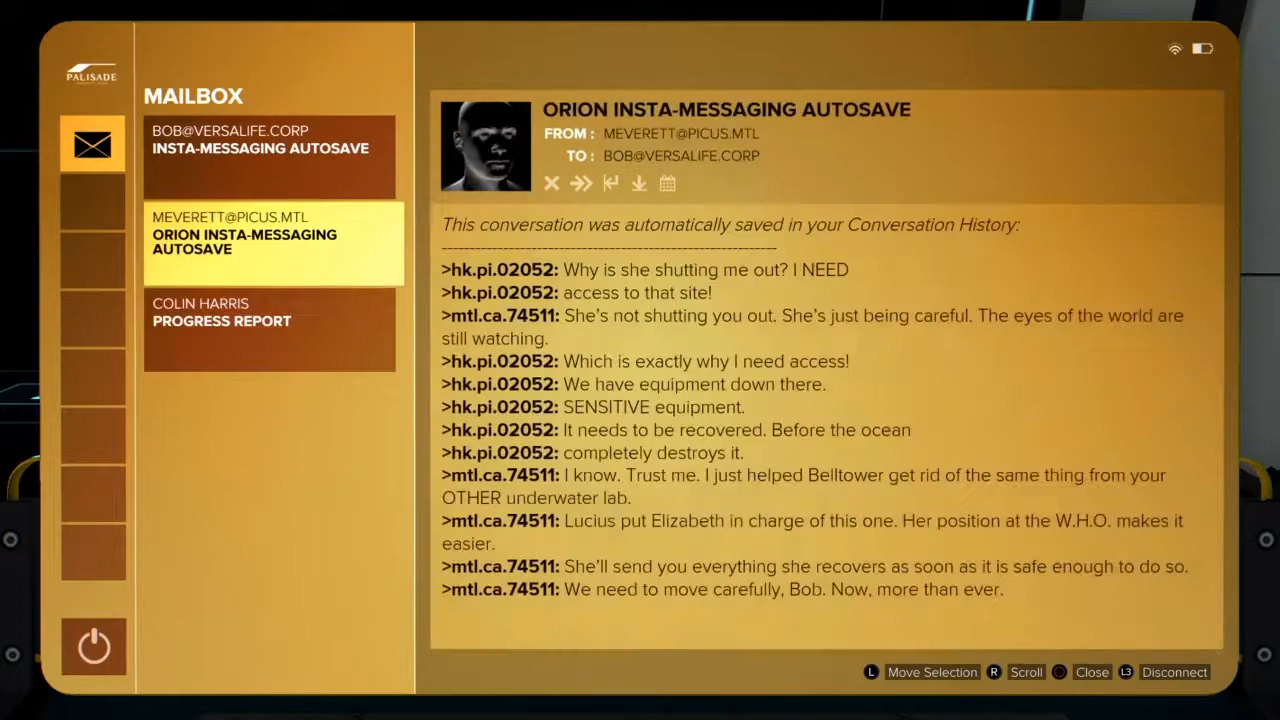 PALISADE
MAILBOX
BOB@VERSALIFE.CORP
INSTA-MESSAGING AUTOSAVE
MEVERETT@PICUS.MTL
ORION INSTA-MESSAGING
AUTOSAVE
COLIN HARRIS
PROGRESS REPORT
ORION INSTA-MESSAGING AUTOSAVE
FROM : MEVERETT@PICUS.MTL
TO : BOB@VERSALIFE.CORP
This conversation was automatically saved in your Conversation History:
------------------------------------------------------------
>hk.pi.02052: Why is she shutting me out? I NEED
>hk.pi.02052: access to that site!
>mtl.ca.74511: She's not shutting you out. She's just being careful. The eyes of the world are
still watching.
>hk.pi.02052: Which is exactly why I need access!
>hk.pi.02052: We have equipment down there.
>hk.pi.02052: SENSITIVE equipment.
>hk.pi.02052: It needs to be recovered. Before the ocean
>hk.pi.02052: completely destroys it.
>mtl.ca.74511: I know. Trust me. I just helped Belltower get rid of the same thing from your
OTHER underwater lab.
>mtl.ca.74511: Lucius put Elizabeth in charge of this one. Her position at the W.H.O. makes it
easier.
>mtl.ca.74511: She'll send you everything she recovers as soon as it is safe enough to do so.
>mtl.ca.74511: We need to move carefully, Bob. Now, more than ever.
L Move Selection R Scroll Close L3 Disconnect